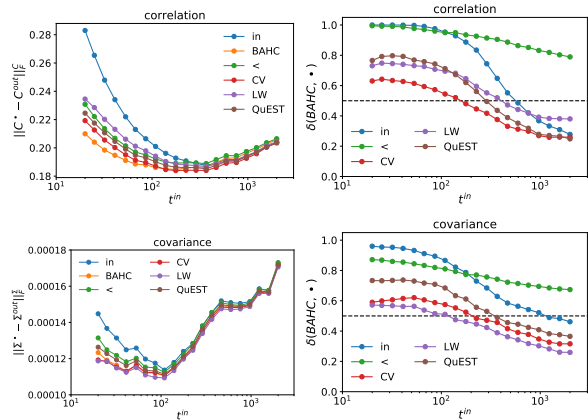 correlation
||C* − C^out||_F^C
0.28
0.26
0.24
0.22
0.20
0.18
in
BAHC
<
CV
LW
QuEST
10^1
10^2
10^3
t^in
correlation
δ(BAHC, •)
1.0
0.8
0.6
0.4
0.2
0.0
in
<
CV
LW
QuEST
10^1
10^2
10^3
t^in
covariance
||Σ* − Σ^out||_F^Σ
0.00018
0.00016
0.00014
0.00012
0.00010
in
BAHC
<
CV
LW
QuEST
10^1
10^2
10^3
t^in
covariance
δ(BAHC, •)
1.0
0.8
0.6
0.4
0.2
0.0
in
<
CV
LW
QuEST
10^1
10^2
10^3
t^in